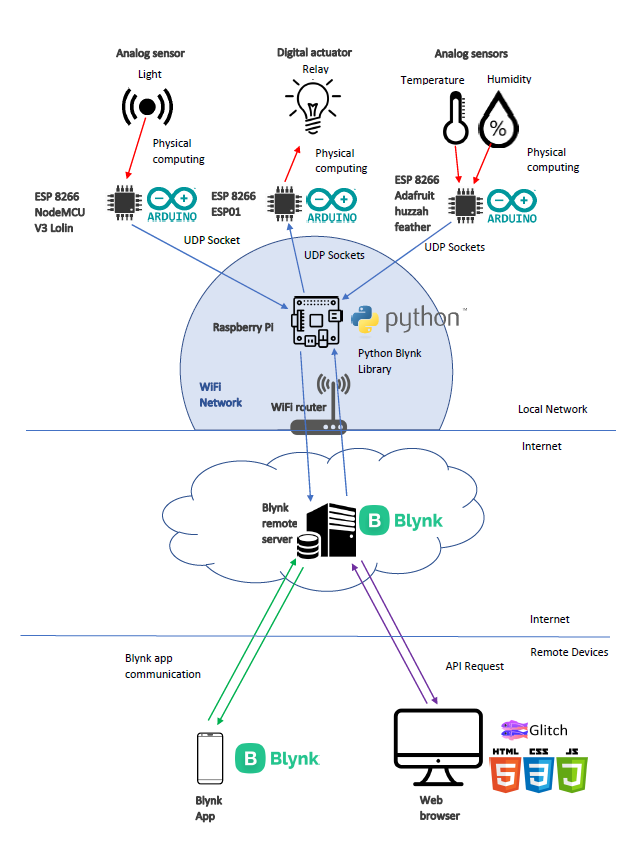 Analog sensor
Light
Digital actuator
Relay
Analog sensors
Temperature
Humidity
%
Physical
computing
Physical
computing
Physical
computing
ESP 8266
NodeMCU
V3 Lolin
ARDUINO
ESP 8266
ESP01
ARDUINO
ESP 8266
Adafruit
huzzah
feather
ARDUINO
UDP Socket
UDP Sockets
UDP Sockets
Raspberry Pi
python™
Python Blynk
Library
WiFi
Network
WiFi router
Local Network
Internet
Blynk
remote
server
B Blynk
Internet
Remote Devices
Blynk app
communication
API Request
Glitch
HTML
CSS
JS
5
3
J
B Blynk
Blynk
App
Web
browser